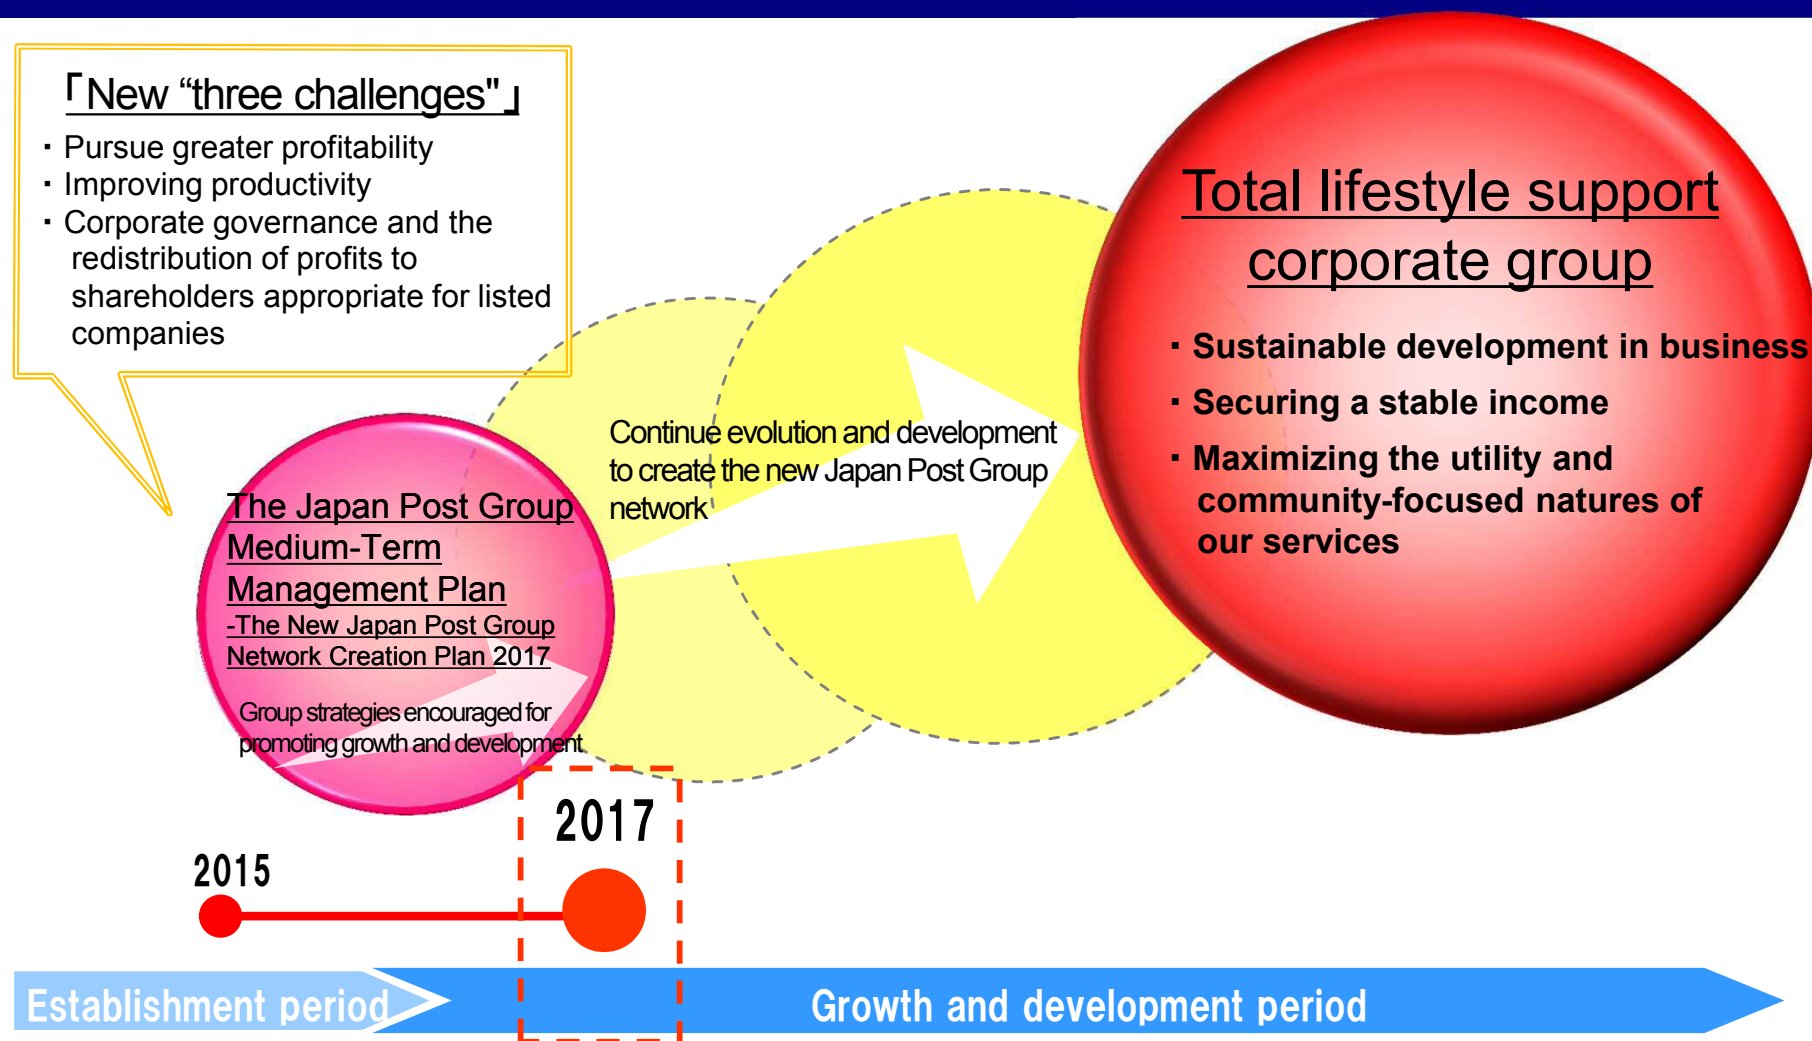 「New “three challenges"」
・Pursue greater profitability
・Improving productivity
・Corporate governance and the
redistribution of profits to
shareholders appropriate for listed
companies
Total lifestyle support
corporate group
・Sustainable development in business
・Securing a stable income
・Maximizing the utility and
community-focused natures of
our services
Continue evolution and development
to create the new Japan Post Group
network
The Japan Post Group
Medium-Term
Management Plan
-The New Japan Post Group
Network Creation Plan 2017
Group strategies encouraged for
promoting growth and development
2017
2015
Establishment period
Growth and development period